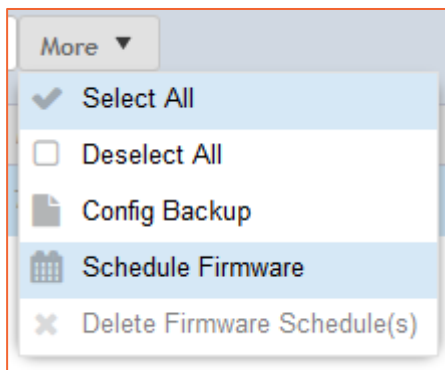 More ▼
Select All
Deselect All
Config Backup
Schedule Firmware
Delete Firmware Schedule(s)